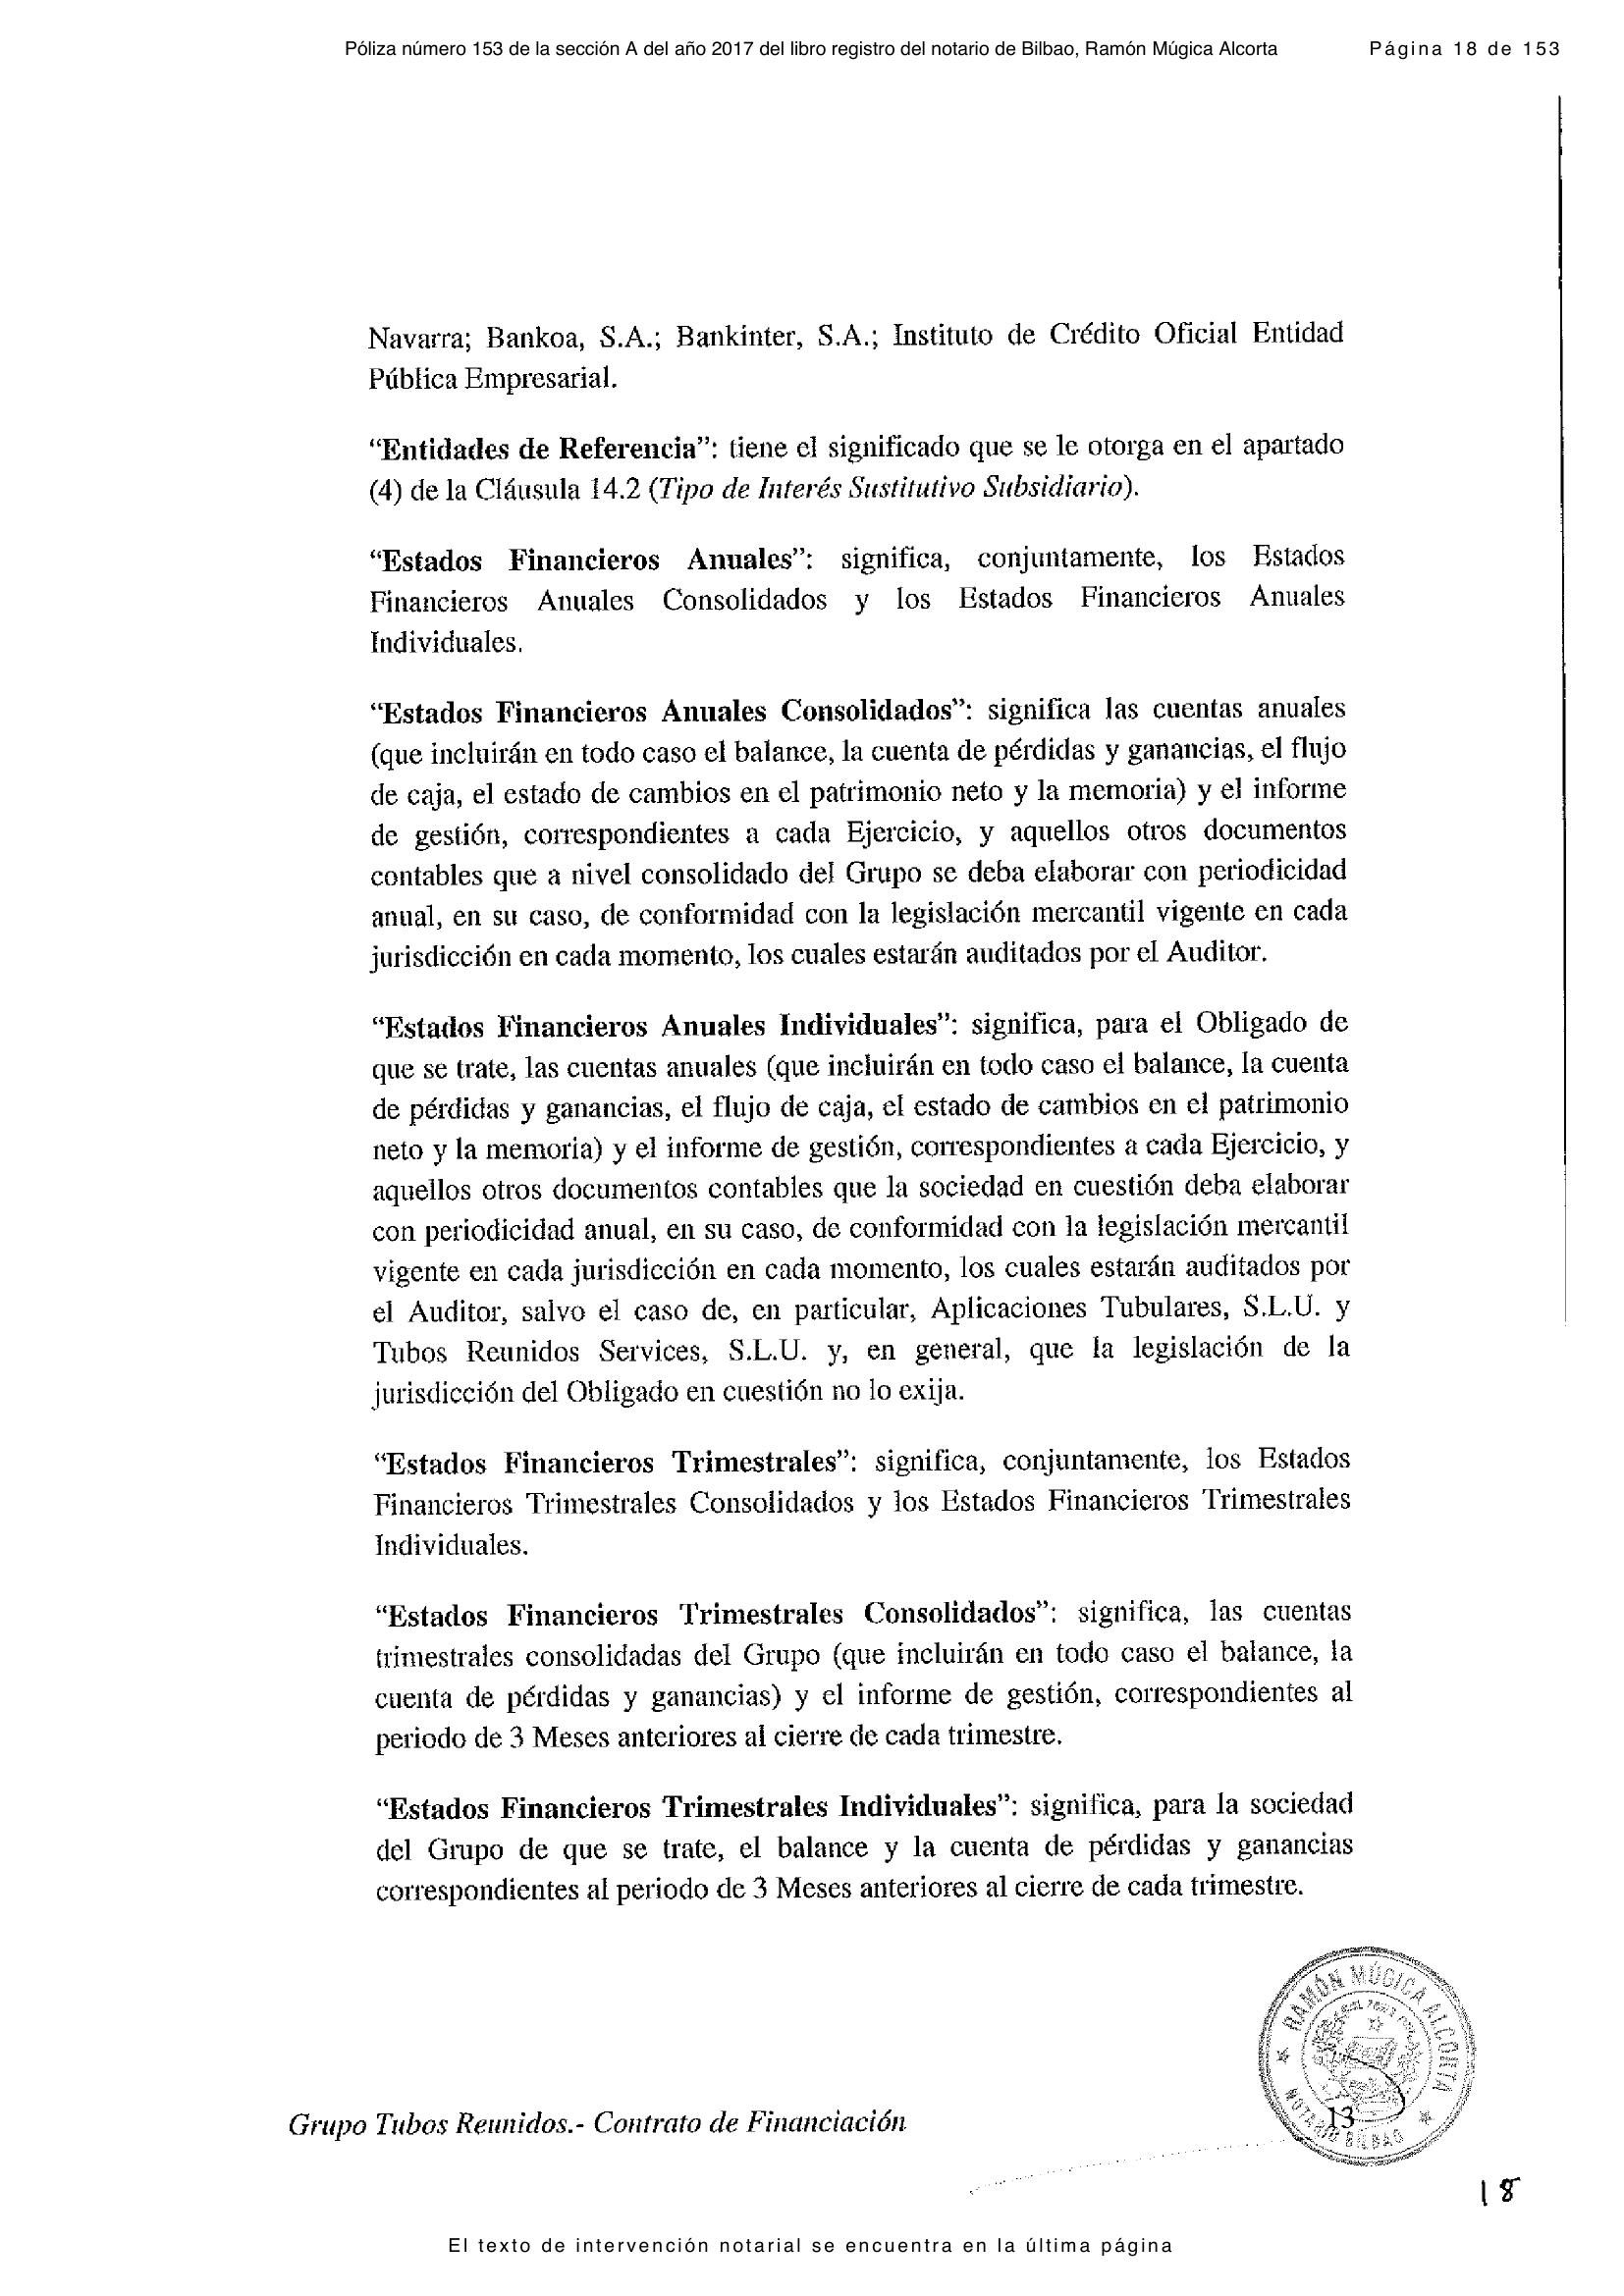 Póliza número 153 de la sección A del año 2017 del libro registro del notario de Bilbao, Ramón Múgica Alcorta Página 18 de 153
Navarra; Bankoa, S.A.; Bankinter, S.A.; Instituto de Crédito Oficial Entidad
Pública Empresarial.
“Entidades de Referencia”: tiene el significado que se le otorga en el apartado
(4) de la Cláusula 14.2 (Tipo de Interés Sustitutivo Subsidiario).
“Estados Financieros Anuales”: significa, conjuntamente, los Estados
Financieros Anuales Consolidados y los Estados Financieros Anuales
Individuales.
“Estados Financieros Anuales Consolidados”: significa las cuentas anuales
(que incluirán en todo caso el balance, la cuenta de pérdidas y ganancias, el flujo
de caja, el estado de cambios en el patrimonio neto y la memoria) y el informe
de gestión, correspondientes a cada Ejercicio, y aquellos otros documentos
contables que a nivel consolidado del Grupo se deba elaborar con periodicidad
anual, en su caso, de conformidad con la legislación mercantil vigente en cada
jurisdicción en cada momento, los cuales estarán auditados por el Auditor.
“Estados Financieros Anuales Individuales”: significa, para el Obligado de
que se trate, las cuentas anuales (que incluirán en todo caso el balance, la cuenta
de pérdidas y ganancias, el flujo de caja, el estado de cambios en el patrimonio
neto y la memoria) y el informe de gestión, correspondientes a cada Ejercicio, y
aquellos otros documentos contables que la sociedad en cuestión deba elaborar
con periodicidad anual, en su caso, de conformidad con la legislación mercantil
vigente en cada jurisdicción en cada momento, los cuales estarán auditados por
el Auditor, salvo el caso de, en particular, Aplicaciones Tubulares, S.L.U. y
Tubos Reunidos Services, S.L.U. y, en general, que la legislación de la
jurisdicción del Obligado en cuestión no lo exija.
“Estados Financieros Trimestrales”: significa, conjuntamente, los Estados
Financieros Trimestrales Consolidados y los Estados Financieros Trimestrales
Individuales.
“Estados Financieros Trimestrales Consolidados”: significa, las cuentas
trimestrales consolidadas del Grupo (que incluirán en todo caso el balance, la
cuenta de pérdidas y ganancias) y el informe de gestión, correspondientes al
periodo de 3 Meses anteriores al cierre de cada trimestre.
“Estados Financieros Trimestrales Individuales”: significa, para la sociedad
del Grupo de que se trate, el balance y la cuenta de pérdidas y ganancias
correspondientes al periodo de 3 Meses anteriores al cierre de cada trimestre.
RAMÓN MÚGICA ALCORTA
NOTARIO BILBAO
Grupo Tubos Reunidos.- Contrato de Financiación 13
18
El texto de intervención notarial se encuentra en la última página